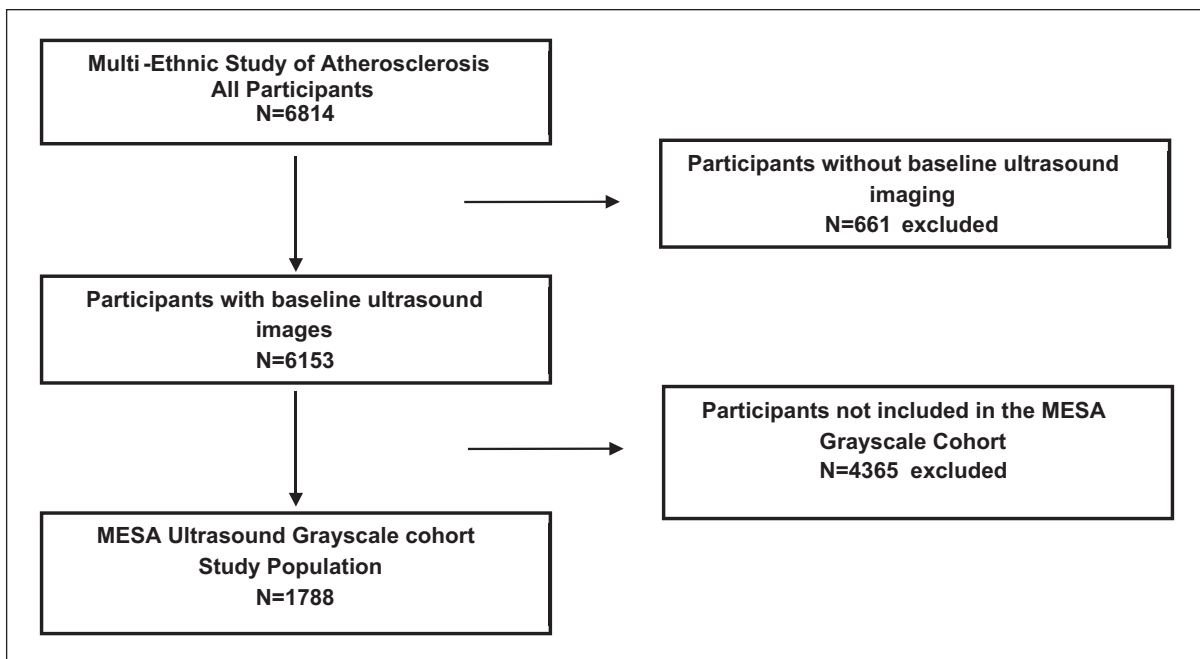 Multi-Ethnic Study of Atherosclerosis
All Participants
N=6814
Participants without baseline ultrasound
imaging
N=661 excluded
Participants with baseline ultrasound
images
N=6153
Participants not included in the MESA
Grayscale Cohort
N=4365 excluded
MESA Ultrasound Grayscale cohort
Study Population
N=1788